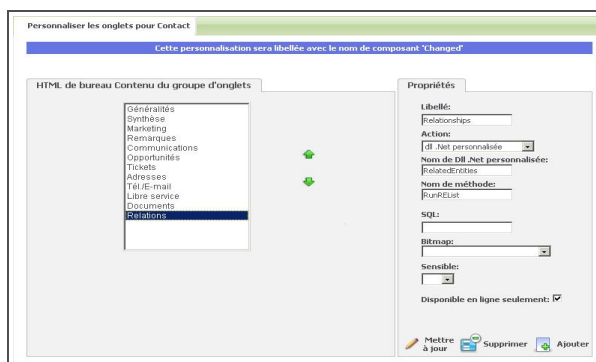 Personnaliser les onglets pour Contact
Cette personnalisation sera libellée avec le nom de composant 'Changed'
HTML de bureau Contenu du groupe d'onglets
Généralités
Synthèse
Marketing
Remarques
Communications
Opportunités
Tickets
Adresses
Tél./E-mail
Libre service
Documents
Relations
Propriétés
Libellé:
Relationships
Action:
dll .Net personnalisée
Nom de Dll .Net personnalisée:
RelatedEntities
Nom de méthode:
RunREList
SQL:
Bitmap:
Sensible:
Disponible en ligne seulement:
Mettre à jour
Supprimer
Ajouter